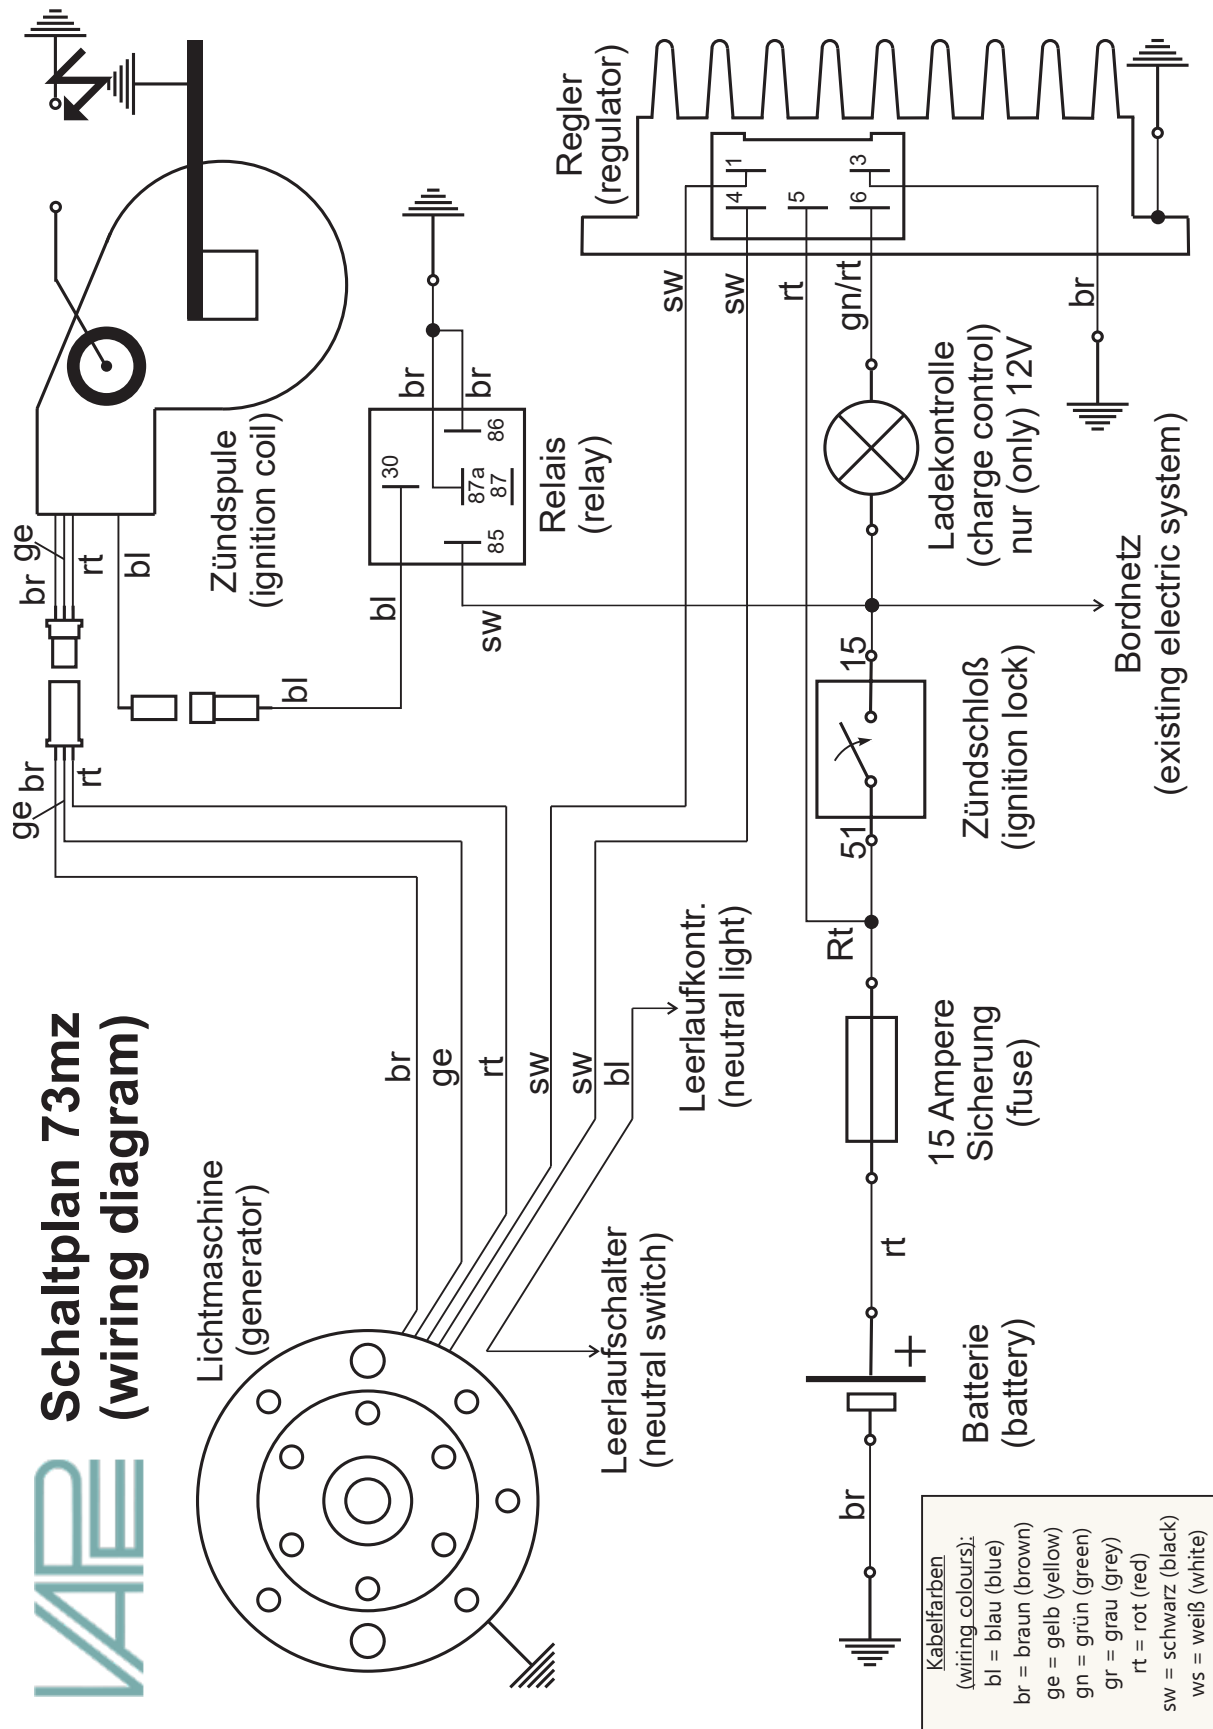 VAPE
Schaltplan 73mz
(wiring diagram)
Lichtmaschine
(generator)
ge
br
rt
br
ge
rt
bl
Zündspule
(ignition coil)
bl
bl
30
85
87a
87
86
br
br
Relais
(relay)
sw
br
ge
rt
sw
sw
bl
Leerlaufschalter
(neutral switch)
Leerlaufkontr.
(neutral light)
Regler
(regulator)
1
4
5
3
6
sw
sw
rt
gn/rt
br
Ladekontrolle
(charge control)
nur (only) 12V
Bordnetz
(existing electric system)
15
51
Zündschloß
(ignition lock)
Rt
15 Ampere
Sicherung
(fuse)
rt
+
Batterie
(battery)
br
Kabelfarben
(wiring colours):
bl = blau (blue)
br = braun (brown)
ge = gelb (yellow)
gn = grün (green)
gr = grau (grey)
rt = rot (red)
sw = schwarz (black)
ws = weiß (white)